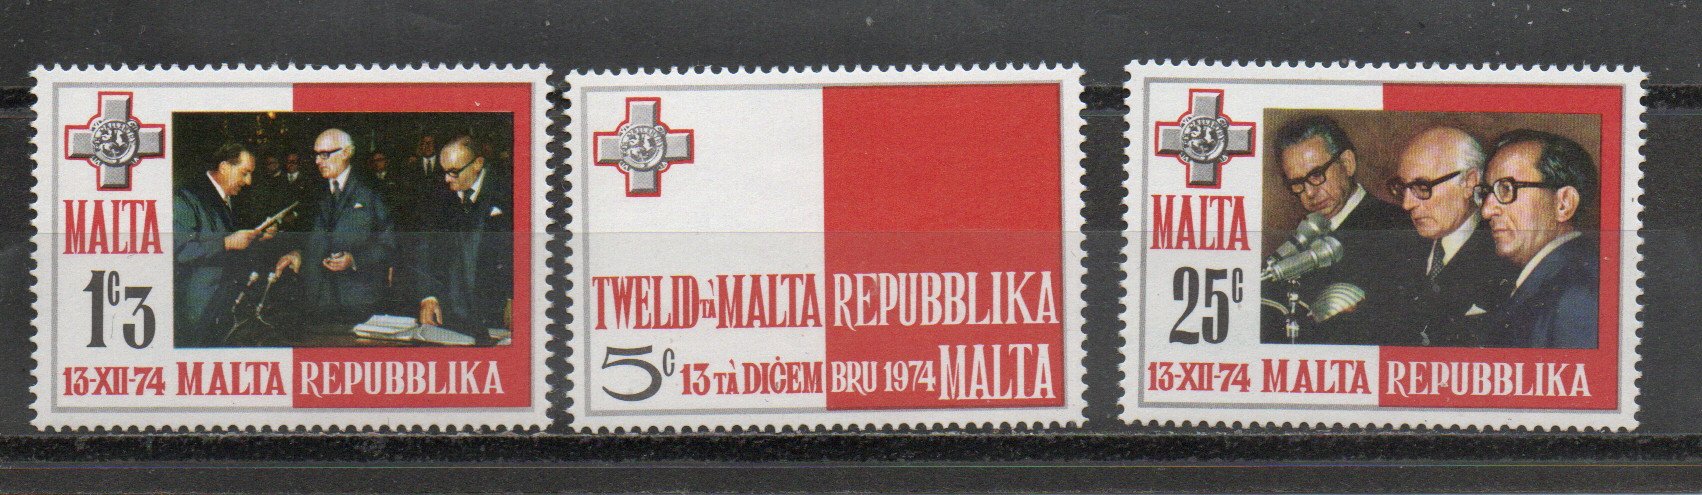 MALTA
1c3
13-XII-74 MALTA REPUBBLIKA
TWELID TÀ MALTA REPUBBLIKA
5c 13 TÀ DIĊEMBRU 1974 MALTA
MALTA
25c
13-XII-74 MALTA REPUBBLIKA